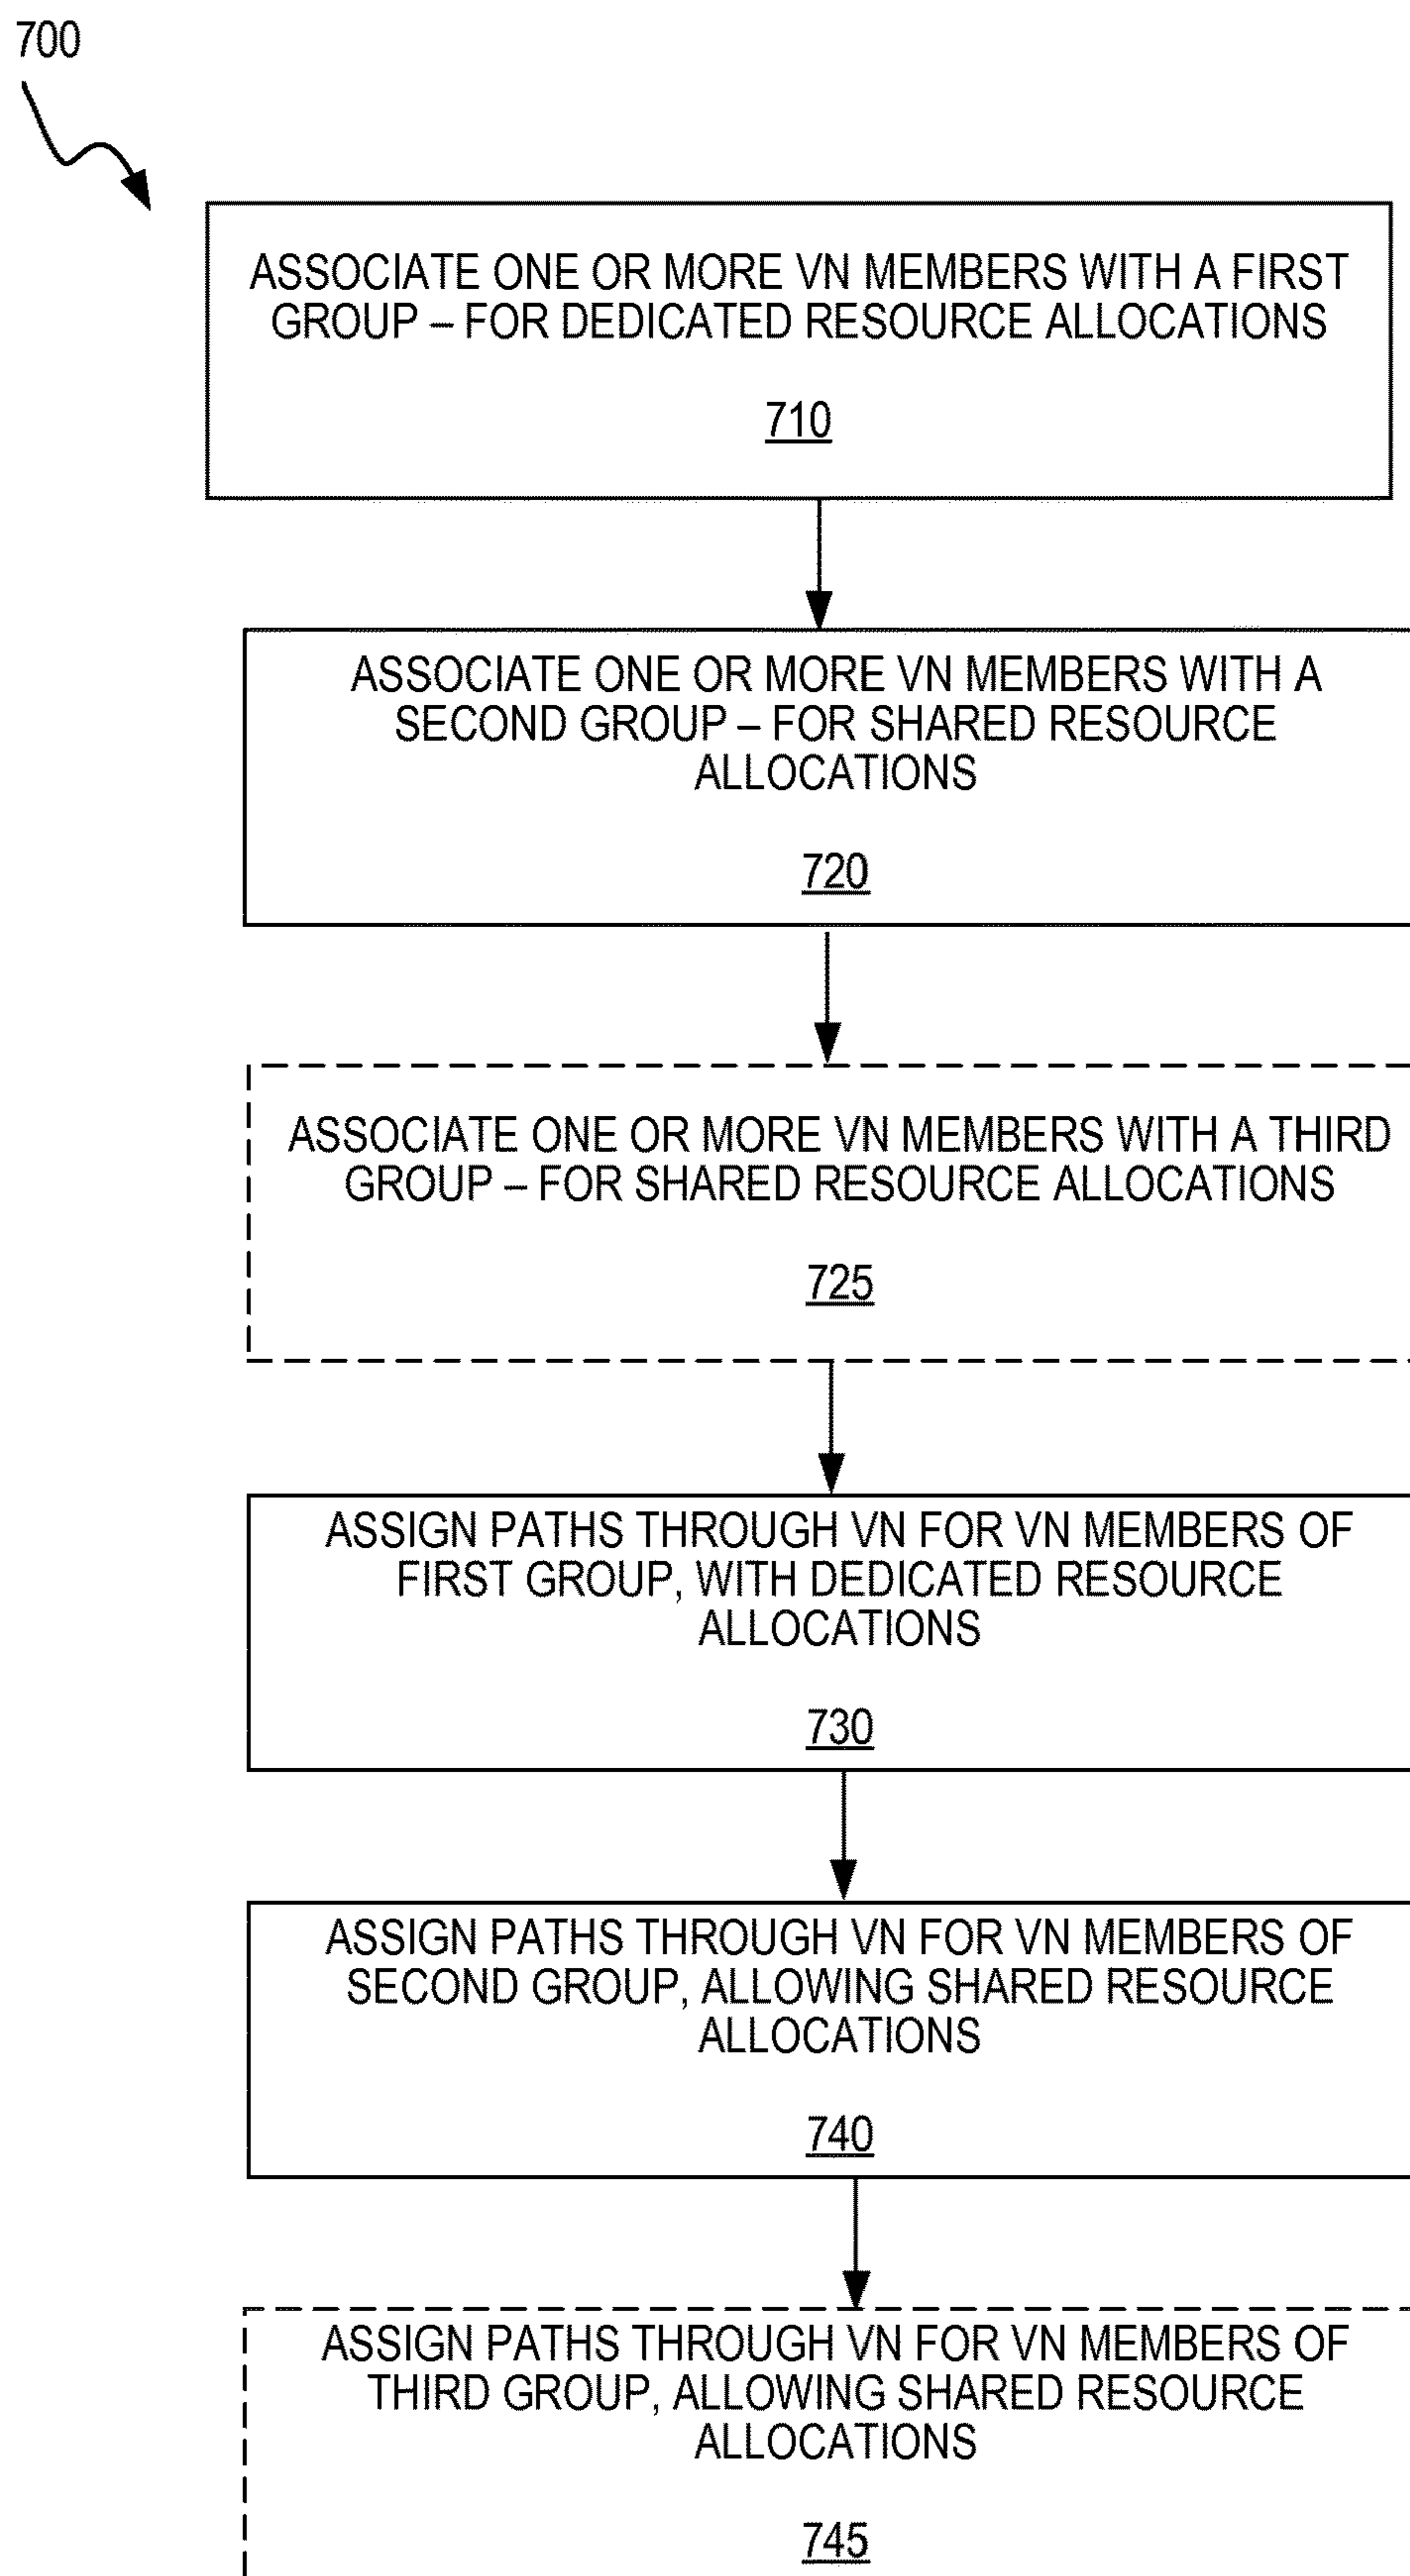 700
ASSOCIATE ONE OR MORE VN MEMBERS WITH A FIRST
GROUP – FOR DEDICATED RESOURCE ALLOCATIONS
710
ASSOCIATE ONE OR MORE VN MEMBERS WITH A
SECOND GROUP – FOR SHARED RESOURCE
ALLOCATIONS
720
ASSOCIATE ONE OR MORE VN MEMBERS WITH A THIRD
GROUP – FOR SHARED RESOURCE ALLOCATIONS
725
ASSIGN PATHS THROUGH VN FOR VN MEMBERS OF
FIRST GROUP, WITH DEDICATED RESOURCE
ALLOCATIONS
730
ASSIGN PATHS THROUGH VN FOR VN MEMBERS OF
SECOND GROUP, ALLOWING SHARED RESOURCE
ALLOCATIONS
740
ASSIGN PATHS THROUGH VN FOR VN MEMBERS OF
THIRD GROUP, ALLOWING SHARED RESOURCE
ALLOCATIONS
745